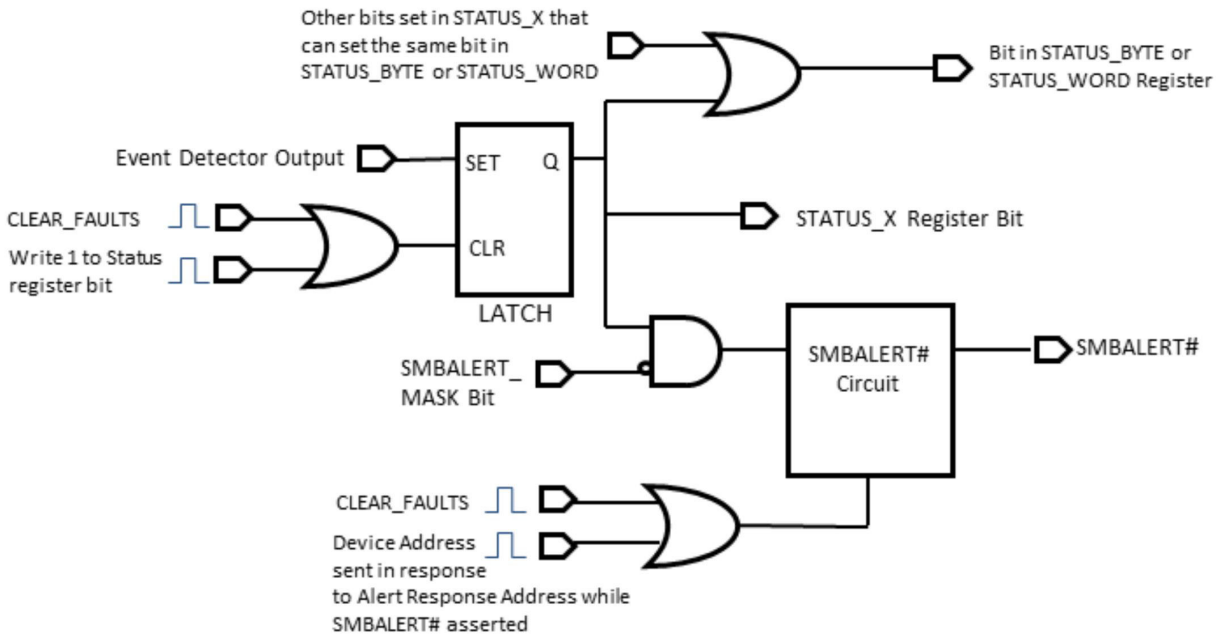 Other bits set in STATUS_X that
can set the same bit in
STATUS_BYTE or STATUS_WORD
Bit in STATUS_BYTE or
STATUS_WORD Register
Event Detector Output
SET
Q
CLEAR_FAULTS
STATUS_X Register Bit
CLR
Write 1 to Status
register bit
LATCH
SMBALERT_
MASK Bit
SMBALERT#
Circuit
SMBALERT#
CLEAR_FAULTS
Device Address
sent in response
to Alert Response Address while
SMBALERT# asserted